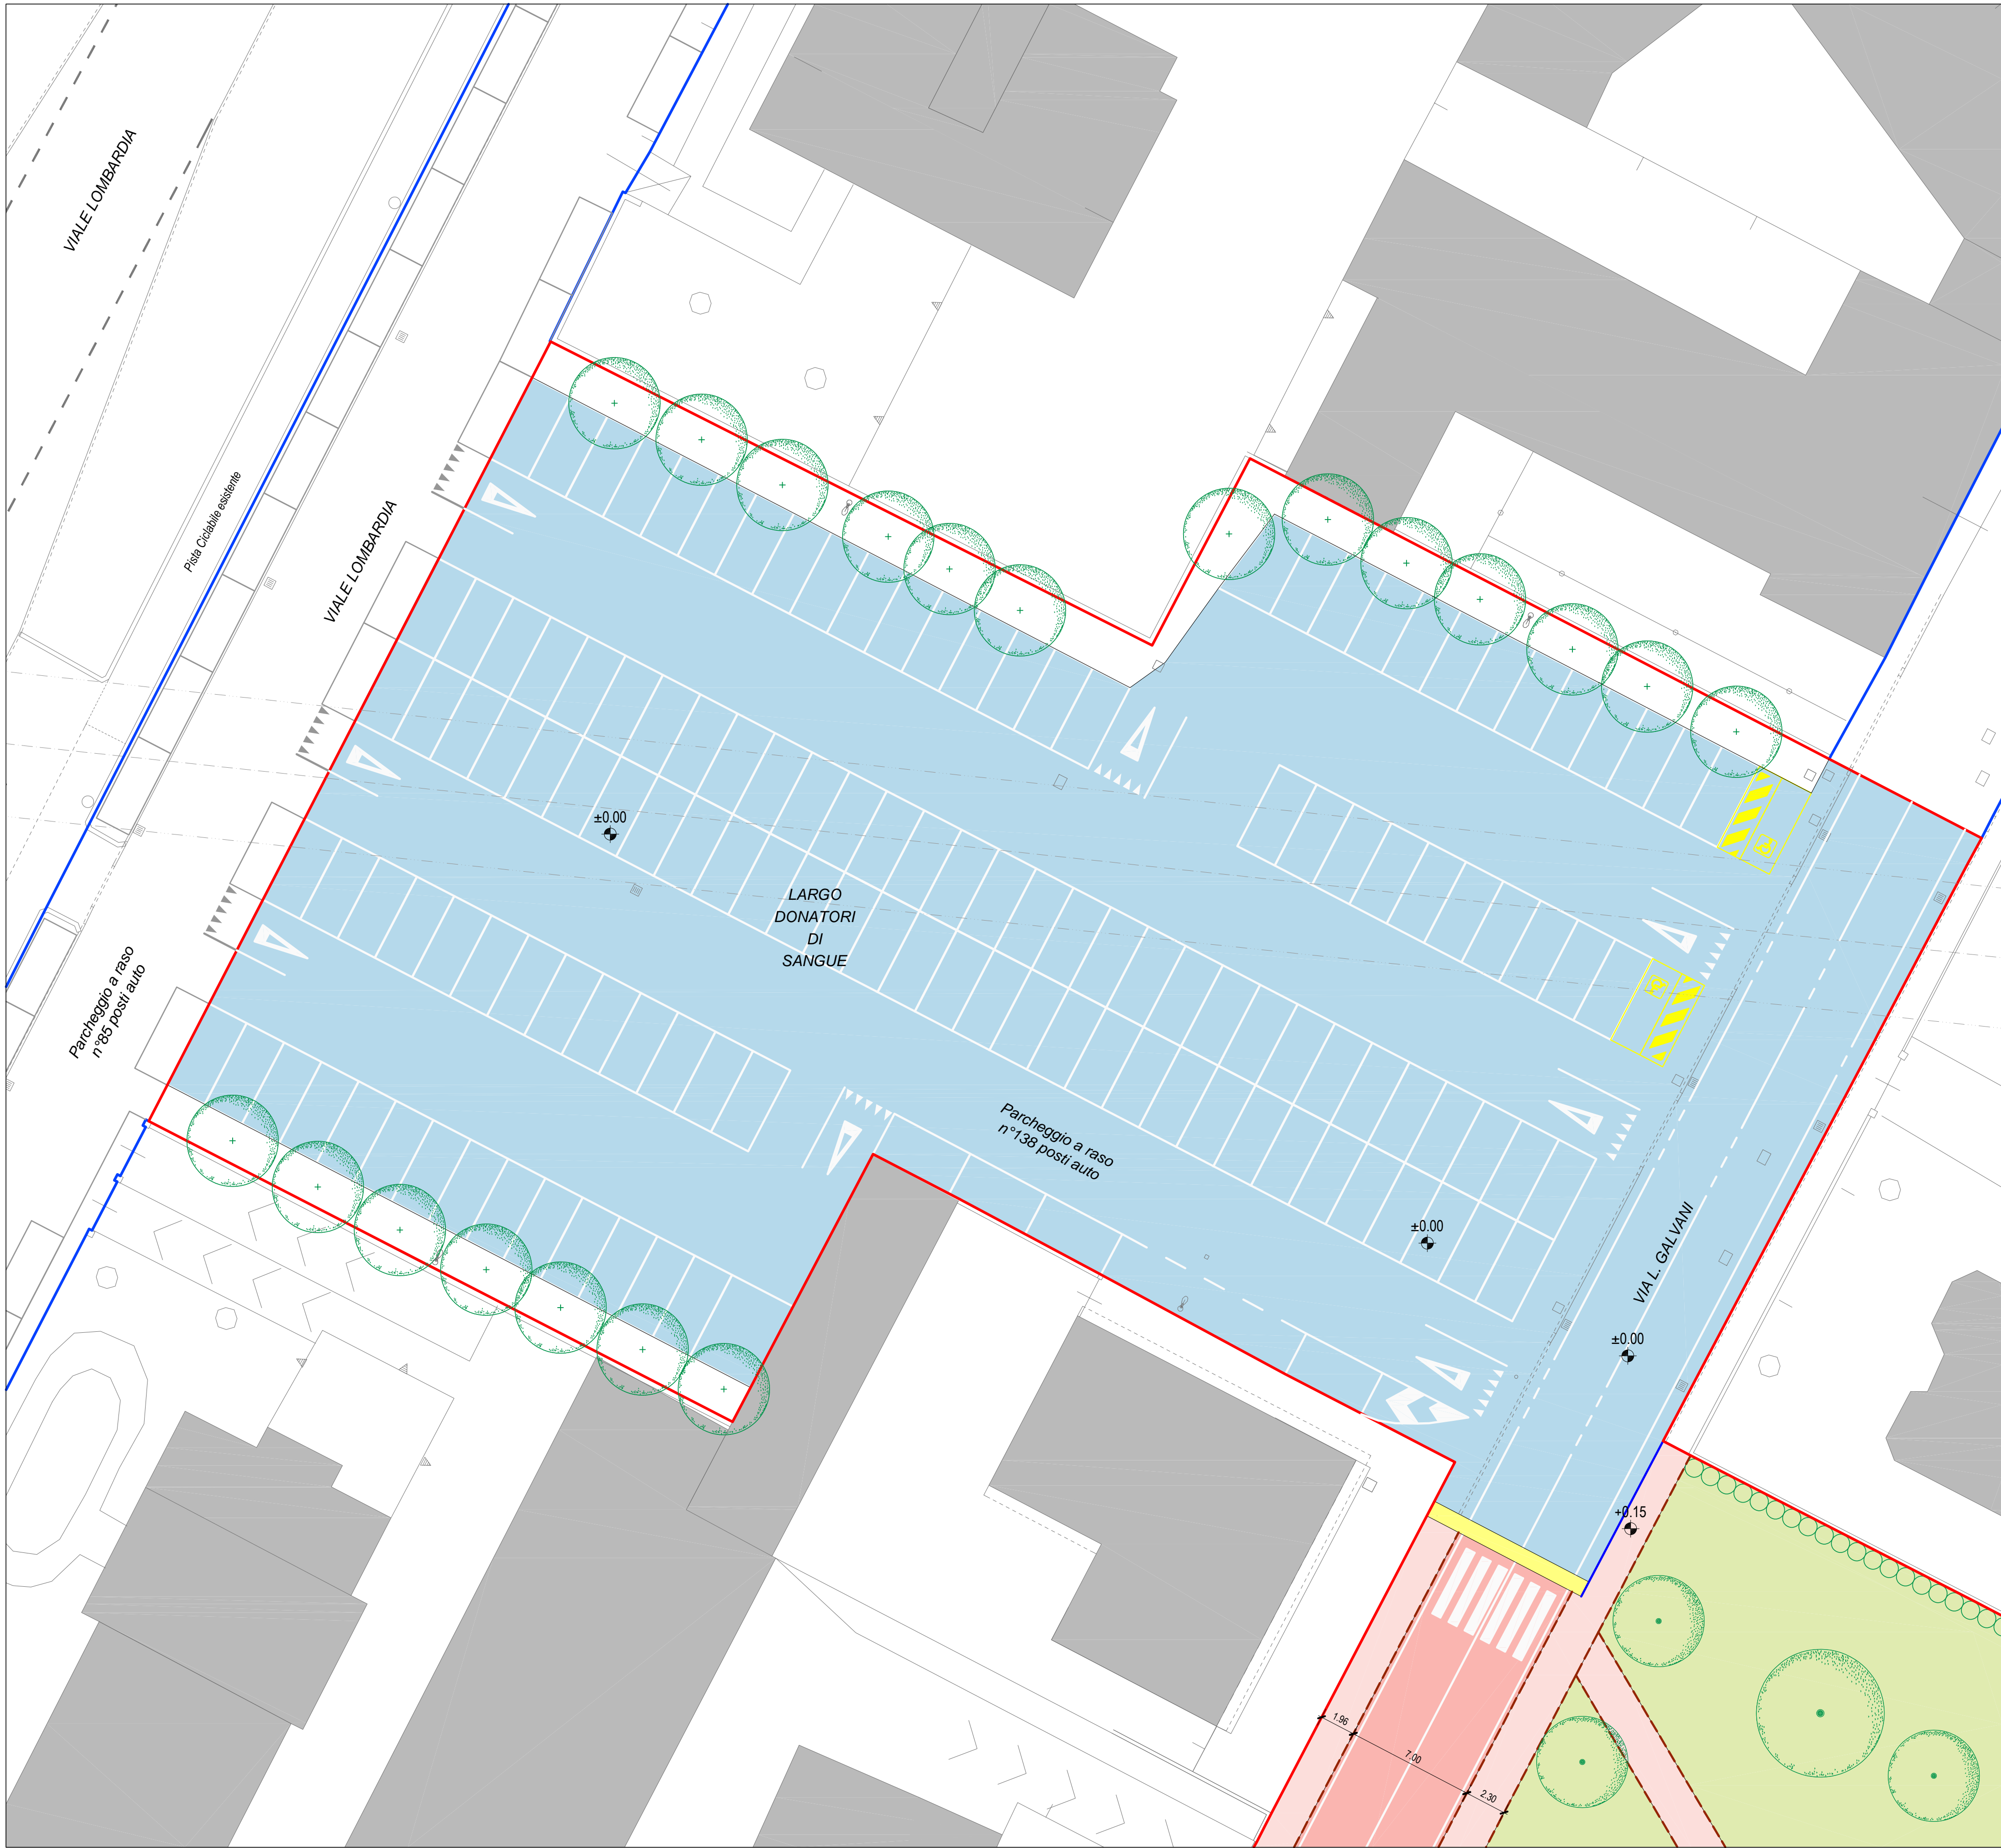 VIALE LOMBARDIA
Pista Ciclabile esistente
VIALE LOMBARDIA
±0.00
LARGO
DONATORI
DI
SANGUE
Parcheggio a raso
n°85 posti auto
Parcheggio a raso
n°138 posti auto
±0.00
VIA L. GALVANI
±0.00
+0.15
1.96
7.00
2.30